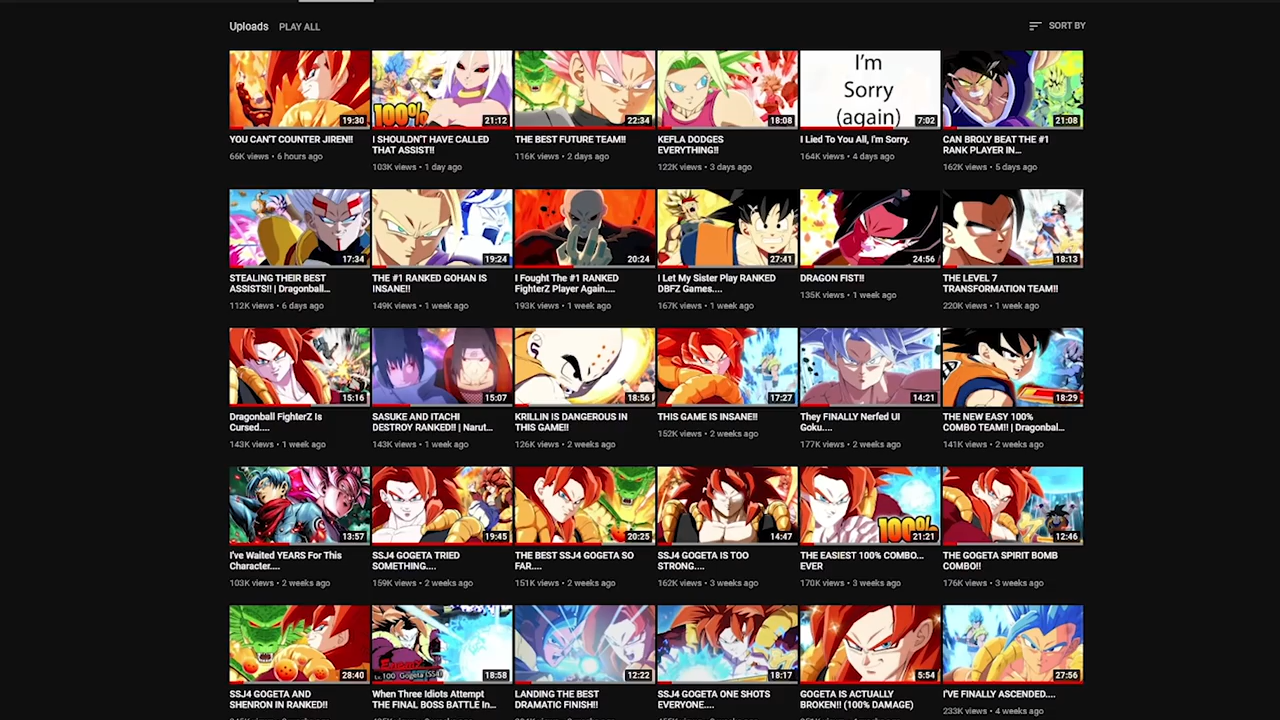 Uploads PLAY ALL SORT BY
I'm
Sorry
(again)
100%
19:30 21:12 22:34 18:08 7:02 21:08
YOU CAN'T COUNTER JIREN!!
66K views • 6 hours ago
I SHOULDN'T HAVE CALLED
THAT ASSIST!!
103K views • 1 day ago
THE BEST FUTURE TEAM!!
116K views • 2 days ago
KEFLA DODGES
EVERYTHING!!
122K views • 3 days ago
I Lied To You All, I'm Sorry.
164K views • 4 days ago
CAN BROLY BEAT THE #1
RANK PLAYER IN...
162K views • 5 days ago
17:34 19:24 20:24 27:41 24:56 18:13
STEALING THEIR BEST
ASSISTS!! | Dragonball...
112K views • 6 days ago
THE #1 RANKED GOHAN IS
INSANE!!
149K views • 1 week ago
I Fought The #1 RANKED
FighterZ Player Again....
193K views • 1 week ago
I Let My Sister Play RANKED
DBFZ Games....
167K views • 1 week ago
DRAGON FIST!!
135K views • 1 week ago
THE LEVEL 7
TRANSFORMATION TEAM!!
220K views • 1 week ago
15:16 15:07 18:56 17:27 14:21 18:29
Dragonball FighterZ Is
Cursed....
143K views • 1 week ago
SASUKE AND ITACHI
DESTROY RANKED!! | Narut...
143K views • 1 week ago
KRILLIN IS DANGEROUS IN
THIS GAME!!
126K views • 2 weeks ago
THIS GAME IS INSANE!!
152K views • 2 weeks ago
They FINALLY Nerfed UI
Goku....
177K views • 2 weeks ago
THE NEW EASY 100%
COMBO TEAM!! | Dragonbal...
141K views • 2 weeks ago
100%
13:57 19:45 20:25 14:47 21:21 12:46
I've Waited YEARS For This
Character....
103K views • 2 weeks ago
SSJ4 GOGETA TRIED
SOMETHING....
159K views • 2 weeks ago
THE BEST SSJ4 GOGETA SO
FAR....
151K views • 2 weeks ago
SSJ4 GOGETA IS TOO
STRONG....
162K views • 3 weeks ago
THE EASIEST 100% COMBO...
EVER
170K views • 3 weeks ago
THE GOGETA SPIRIT BOMB
COMBO!!
176K views • 3 weeks ago
Lv.100 Gogeta (SS4)
28:40 18:58 12:22 18:17 5:54 27:56
SSJ4 GOGETA AND
SHENRON IN RANKED!!
When Three Idiots Attempt
THE FINAL BOSS BATTLE In...
LANDING THE BEST
DRAMATIC FINISH!!
SSJ4 GOGETA ONE SHOTS
EVERYONE....
GOGETA IS ACTUALLY
BROKEN!! (100% DAMAGE)
I'VE FINALLY ASCENDED....
233K views • 4 weeks ago